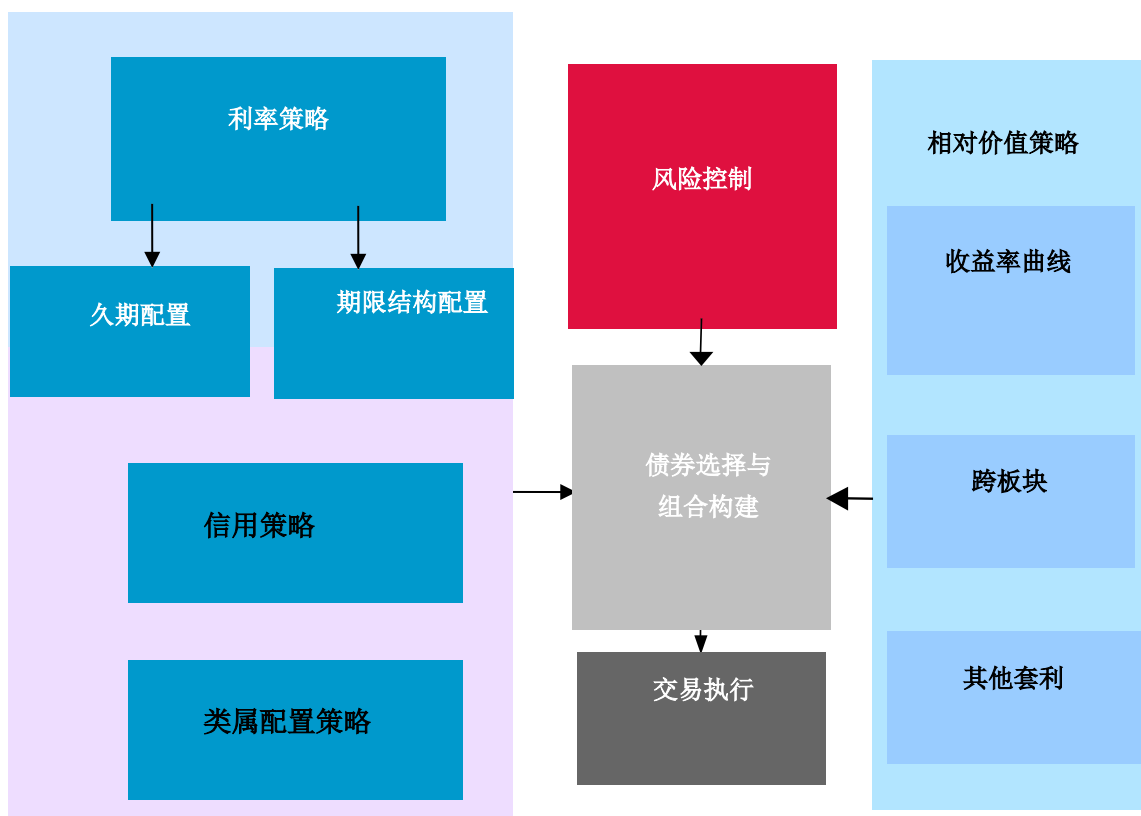 利率策略
久期配置
期限结构配置
信用策略
类属配置策略
风险控制
债券选择与
组合构建
交易执行
相对价值策略
收益率曲线
跨板块
其他套利